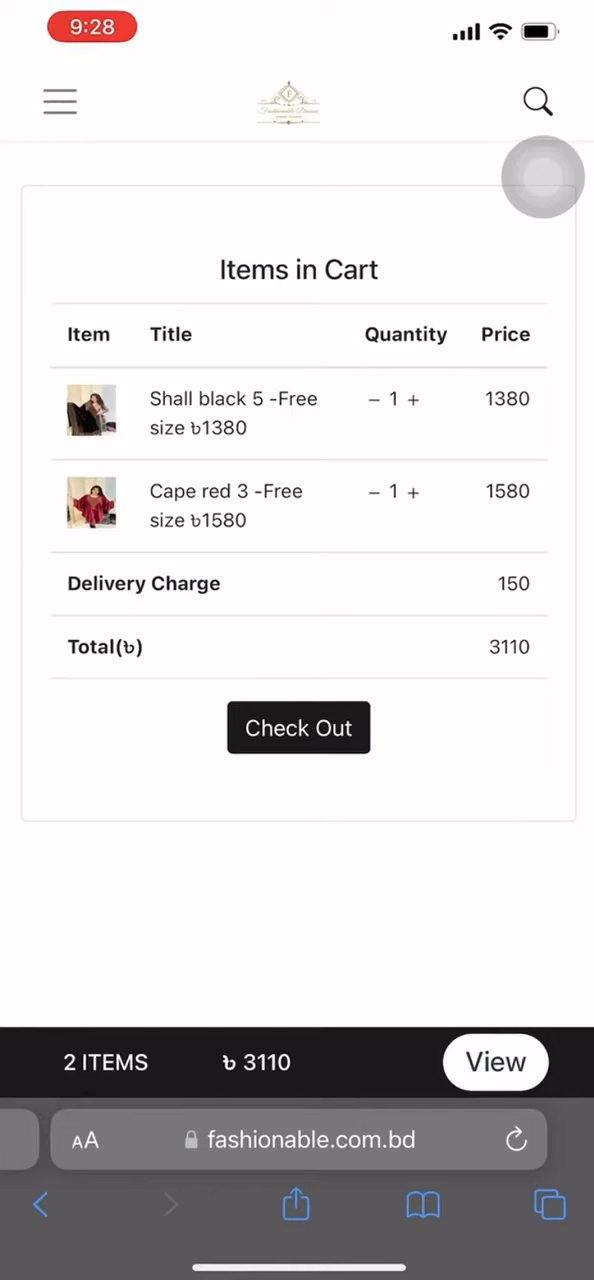 9:28
Items in Cart
Item Title Quantity Price
Shall black 5 -Free − 1 + 1380
size ৳1380
Cape red 3 -Free − 1 + 1580
size ৳1580
Delivery Charge 150
Total(৳) 3110
Check Out
2 ITEMS ৳ 3110 View
AA fashionable.com.bd